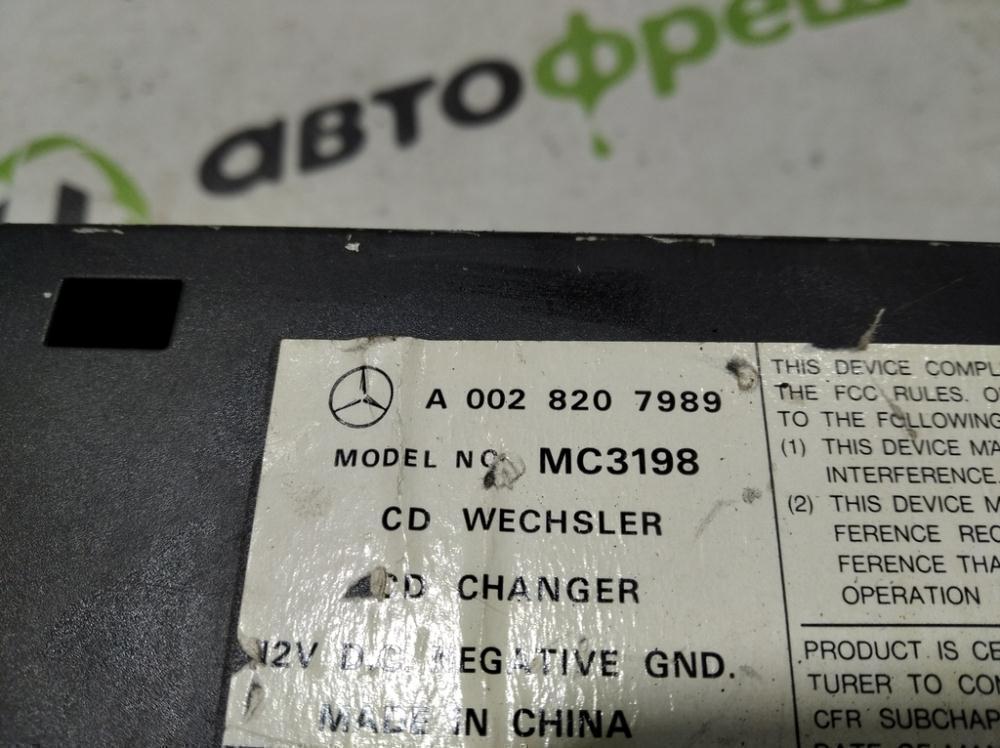 автофреш
A 002 820 7989
MODEL NO. MC3198
CD WECHSLER
CD CHANGER
12V D.C. NEGATIVE GND.
MADE IN CHINA
THIS DEVICE COMPL
THE FCC RULES. O
TO THE FOLLOWING
(1) THIS DEVICE MA
INTERFERENCE.
(2) THIS DEVICE M
FERENCE REC
FERENCE THA
OPERATION
PRODUCT IS CE
TURER TO COM
CFR SUBCHAP